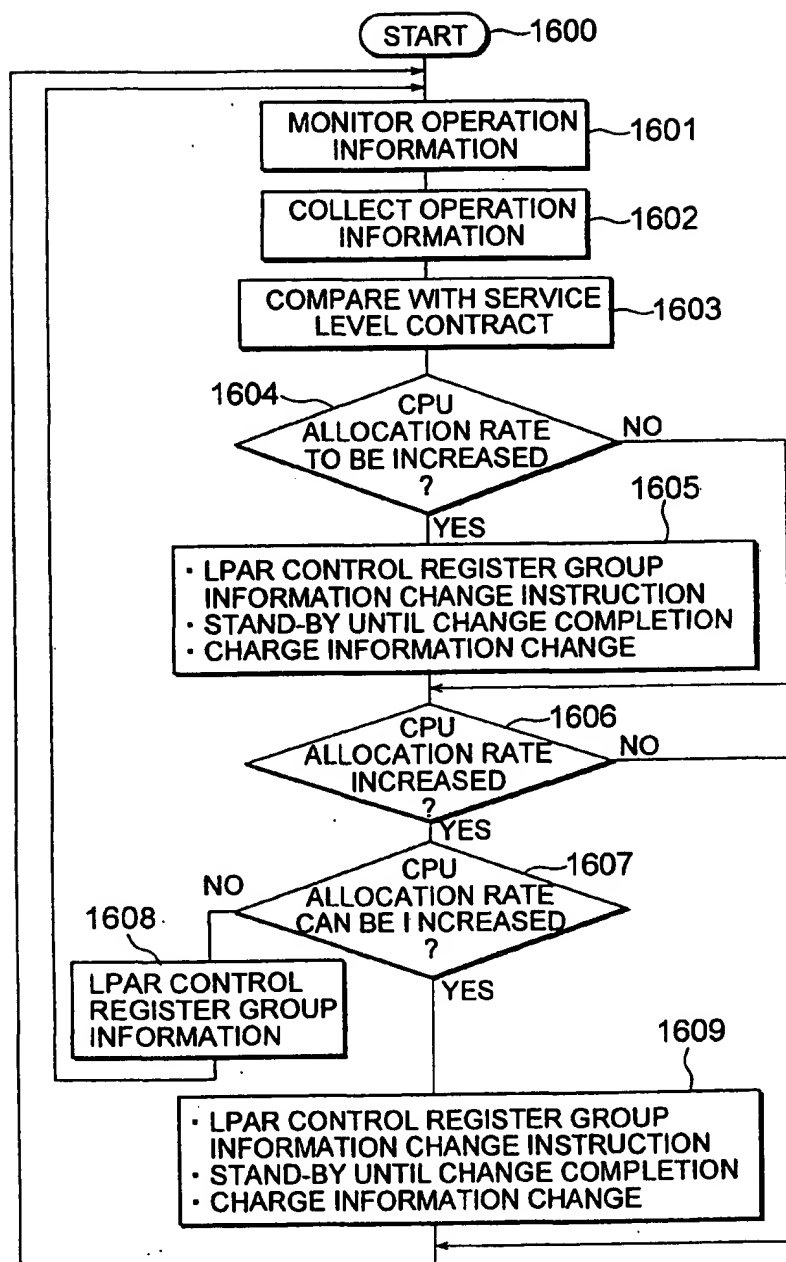 START
1600
MONITOR OPERATION
INFORMATION
1601
COLLECT OPERATION
INFORMATION
1602
COMPARE WITH SERVICE
LEVEL CONTRACT
1603
1604
CPU
ALLOCATION RATE
TO BE INCREASED
?
NO
YES
1605
· LPAR CONTROL REGISTER GROUP
INFORMATION CHANGE INSTRUCTION
· STAND-BY UNTIL CHANGE COMPLETION
· CHARGE INFORMATION CHANGE
1606
CPU
ALLOCATION RATE
INCREASED
?
NO
YES
1607
CPU
ALLOCATION RATE
CAN BE I INCREASED
?
NO
YES
1608
LPAR CONTROL
REGISTER GROUP
INFORMATION
1609
· LPAR CONTROL REGISTER GROUP
INFORMATION CHANGE INSTRUCTION
· STAND-BY UNTIL CHANGE COMPLETION
· CHARGE INFORMATION CHANGE